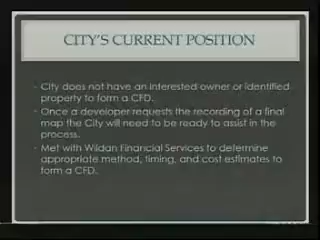 CITY'S CURRENT POSITION
- City does not have an interested owner or identified
property to form a CFD.
- Once a developer requests the recording of a final
map the City will need to be ready to assist in the
process.
- Met with Wildan Financial Services to determine
appropriate method, timing, and cost estimates to
form a CFD.